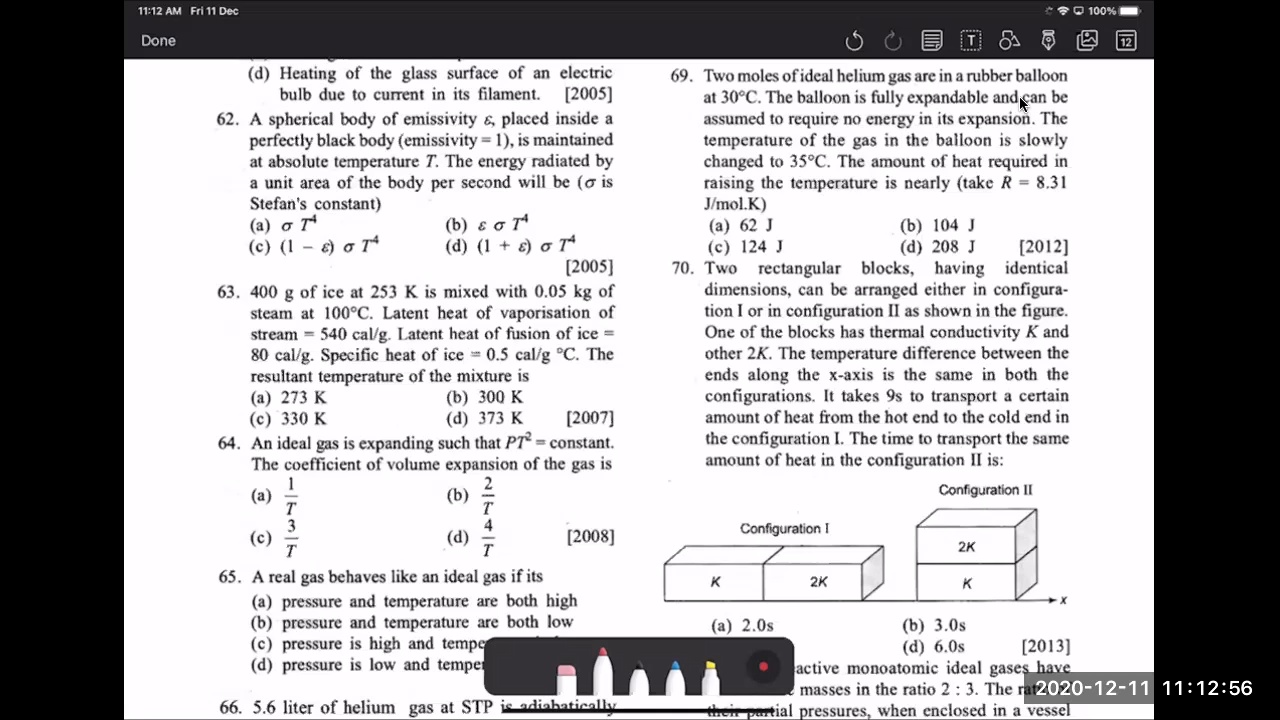 11:12 AM Fri 11 Dec
100%
Done
T
12
(d) Heating of the glass surface of an electric
bulb due to current in its filament. [2005]
62. A spherical body of emissivity ε, placed inside a
perfectly black body (emissivity = 1), is maintained
at absolute temperature T. The energy radiated by
a unit area of the body per second will be (σ is
Stefan's constant)
(a) σ T⁴ (b) ε σ T⁴
(c) (1 − ε) σ T⁴ (d) (1 + ε) σ T⁴
[2005]
63. 400 g of ice at 253 K is mixed with 0.05 kg of
steam at 100°C. Latent heat of vaporisation of
stream = 540 cal/g. Latent heat of fusion of ice =
80 cal/g. Specific heat of ice = 0.5 cal/g °C. The
resultant temperature of the mixture is
(a) 273 K (b) 300 K
(c) 330 K (d) 373 K [2007]
64. An ideal gas is expanding such that PT² = constant.
The coefficient of volume expansion of the gas is
(a) 1/T (b) 2/T
(c) 3/T (d) 4/T [2008]
65. A real gas behaves like an ideal gas if its
(a) pressure and temperature are both high
(b) pressure and temperature are both low
(c) pressure is high and
(d) pressure is low and
66. 5.6 liter of helium gas at STP is adiabatically
69. Two moles of ideal helium gas are in a rubber balloon
at 30°C. The balloon is fully expandable and can be
assumed to require no energy in its expansion. The
temperature of the gas in the balloon is slowly
changed to 35°C. The amount of heat required in
raising the temperature is nearly (take R = 8.31
J/mol.K)
(a) 62 J (b) 104 J
(c) 124 J (d) 208 J [2012]
70. Two rectangular blocks, having identical
dimensions, can be arranged either in configura-
tion I or in configuration II as shown in the figure.
One of the blocks has thermal conductivity K and
other 2K. The temperature difference between the
ends along the x-axis is the same in both the
configurations. It takes 9s to transport a certain
amount of heat from the hot end to the cold end in
the configuration I. The time to transport the same
amount of heat in the configuration II is:
Configuration II
Configuration I
2K
K 2K K
x
(a) 2.0s (b) 3.0s
(d) 6.0s [2013]
active monoatomic ideal gases have
masses in the ratio 2 : 3. The
their partial pressures, when enclosed in a vessel
2020-12-11 11:12:56